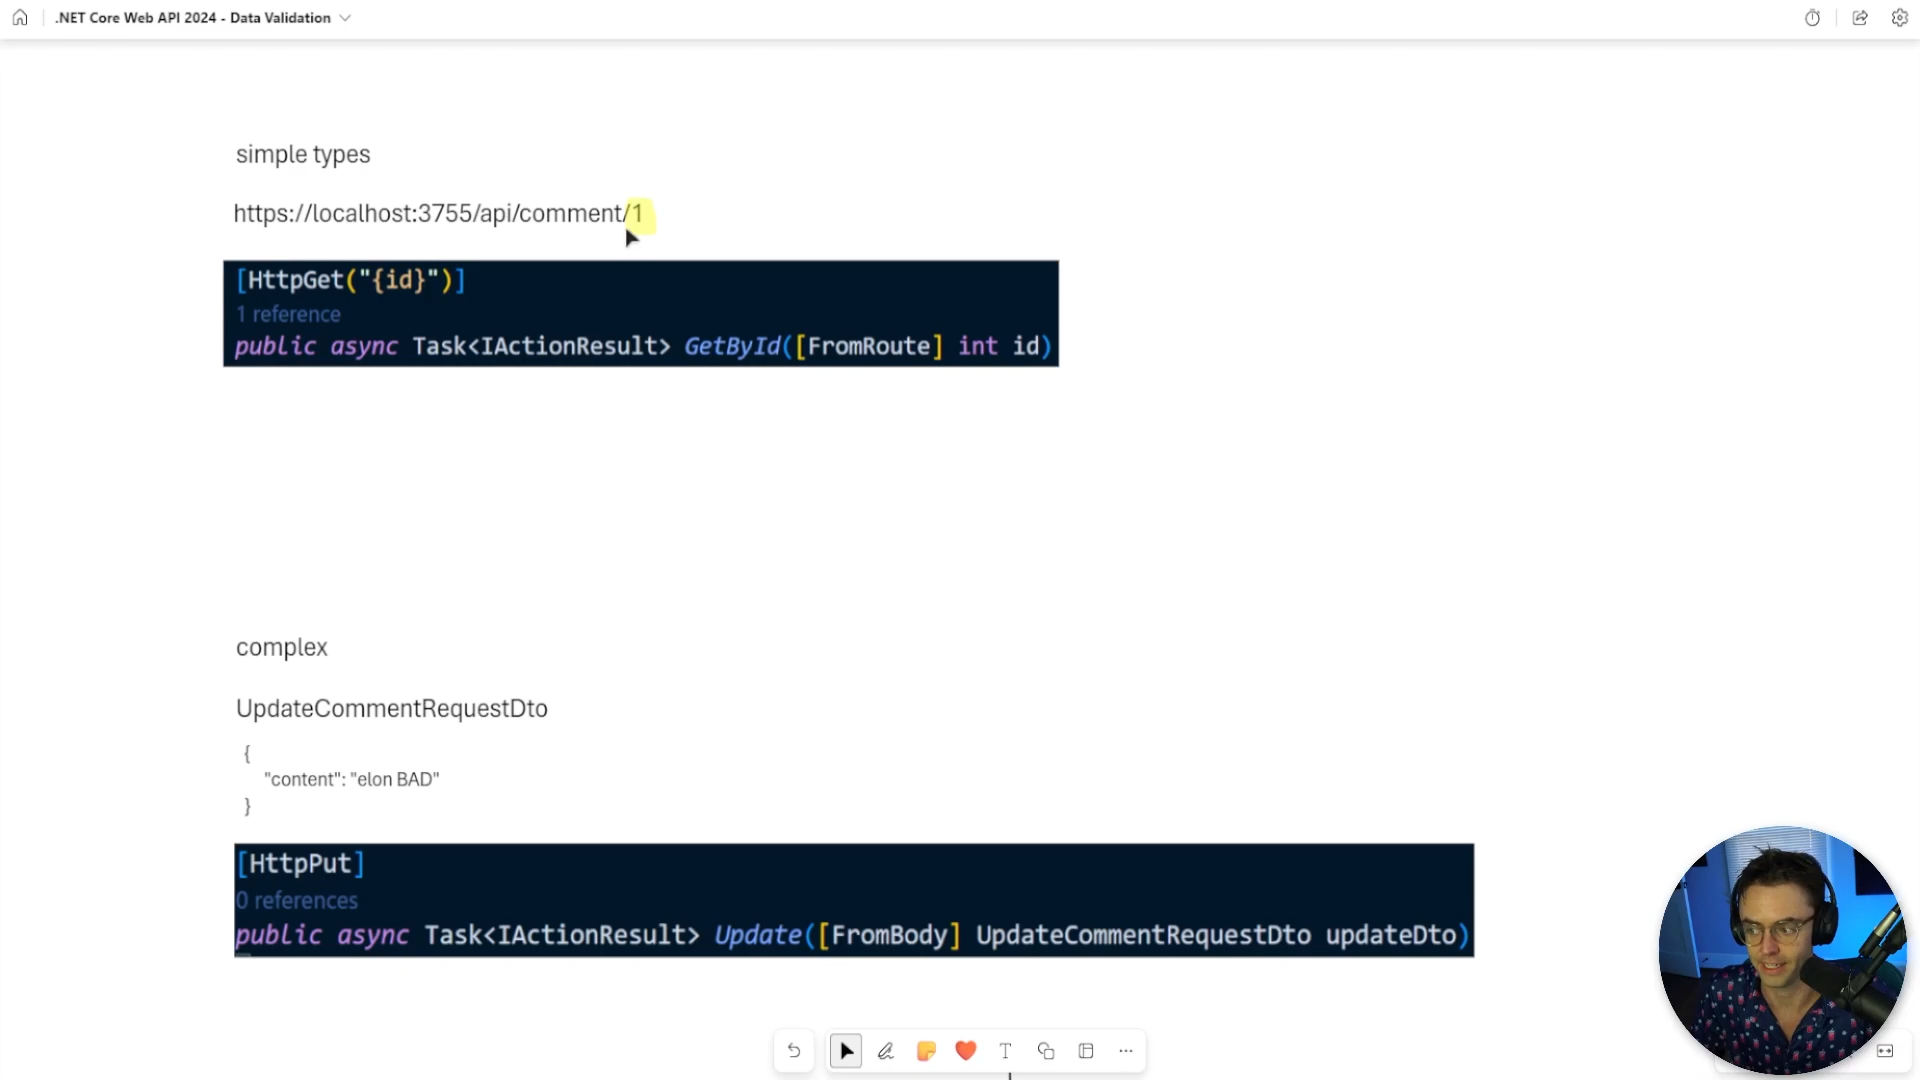 .NET Core Web API 2024 - Data Validation
simple types
https://localhost:3755/api/comment/1
[HttpGet("{id}")]
1 reference
public async Task<IActionResult> GetById([FromRoute] int id)
complex
UpdateCommentRequestDto
{
"content": "elon BAD"
}
[HttpPut]
0 references
public async Task<IActionResult> Update([FromBody] UpdateCommentRequestDto updateDto)
T